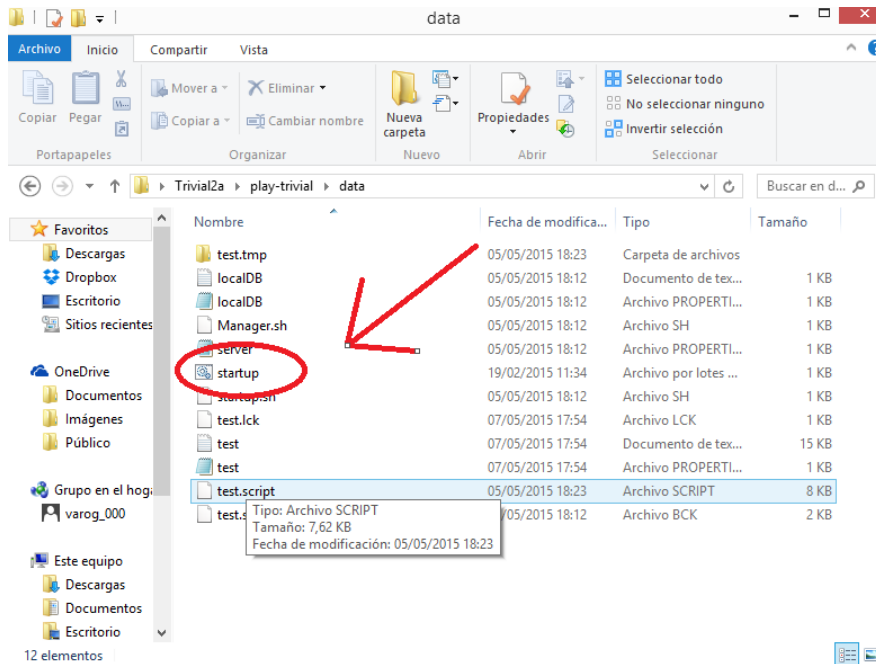 data
Archivo Inicio Compartir Vista
Copiar Pegar
Mover a
Copiar a
Eliminar
Cambiar nombre
Nueva carpeta
Propiedades
Seleccionar todo
No seleccionar ninguno
Invertir selección
Portapapeles Organizar Nuevo Abrir Seleccionar
Trivial2a play-trivial data
Buscar en d...
Nombre Fecha de modifica... Tipo Tamaño
test.tmp 05/05/2015 18:23 Carpeta de archivos
localDB 05/05/2015 18:12 Documento de tex... 1 KB
localDB 05/05/2015 18:12 Archivo PROPERTI... 1 KB
Manager.sh 05/05/2015 18:12 Archivo SH 1 KB
server 05/05/2015 18:12 Archivo PROPERTI... 1 KB
startup 19/02/2015 11:34 Archivo por lotes ... 1 KB
startup.sh 05/05/2015 18:12 Archivo SH 1 KB
test.lck 07/05/2015 17:54 Archivo LCK 1 KB
test 07/05/2015 17:54 Documento de tex... 15 KB
test 07/05/2015 17:54 Archivo PROPERTI... 1 KB
test.script 05/05/2015 18:23 Archivo SCRIPT 8 KB
/05/2015 18:12 Archivo BCK 2 KB
Tipo: Archivo SCRIPT
Tamaño: 7,62 KB
Fecha de modificación: 05/05/2015 18:23
Favoritos
Descargas
Dropbox
Escritorio
Sitios recientes
OneDrive
Documentos
Imágenes
Público
Grupo en el hoga
varog_000
Este equipo
Descargas
Documentos
Escritorio
12 elementos